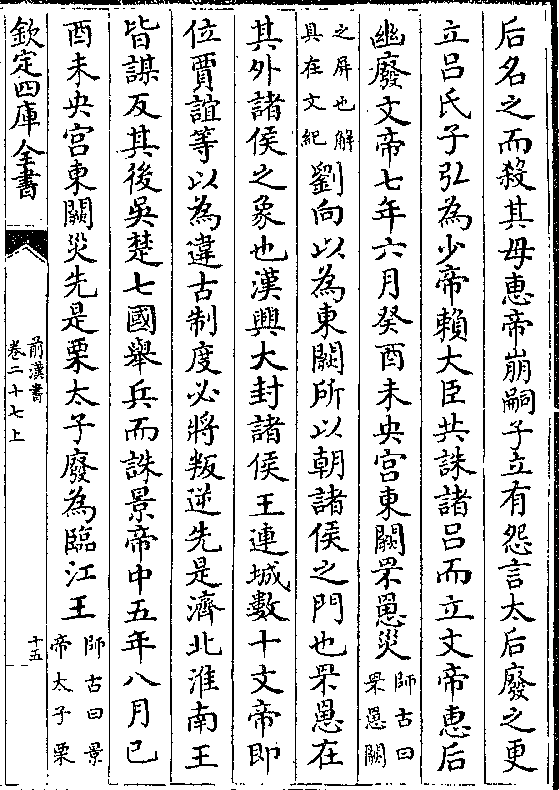 后名之而殺其母惠帝崩嗣子立有怨言太后廢之更
立吕氏子弘為少帝賴大臣共誅諸吕而立文帝惠后
幽廢文帝七年六月癸酉未央宫東闕罘罳災師古曰罘罳闕
之屏也解具在文紀劉向以為東闕所以朝諸侯之門也罘罳在
其外諸侯之象也漢興大封諸侯王連城數十文帝即
位賈誼等以為違古制度必將叛逆先是濟北淮南王
皆謀反其後吳楚七國舉兵而誅景帝中五年八月己
酉未央宫東闕災先是栗太子廢為臨江王師古曰景帝太子栗
欽定四庫全書
前漢書
卷二十七上
十五